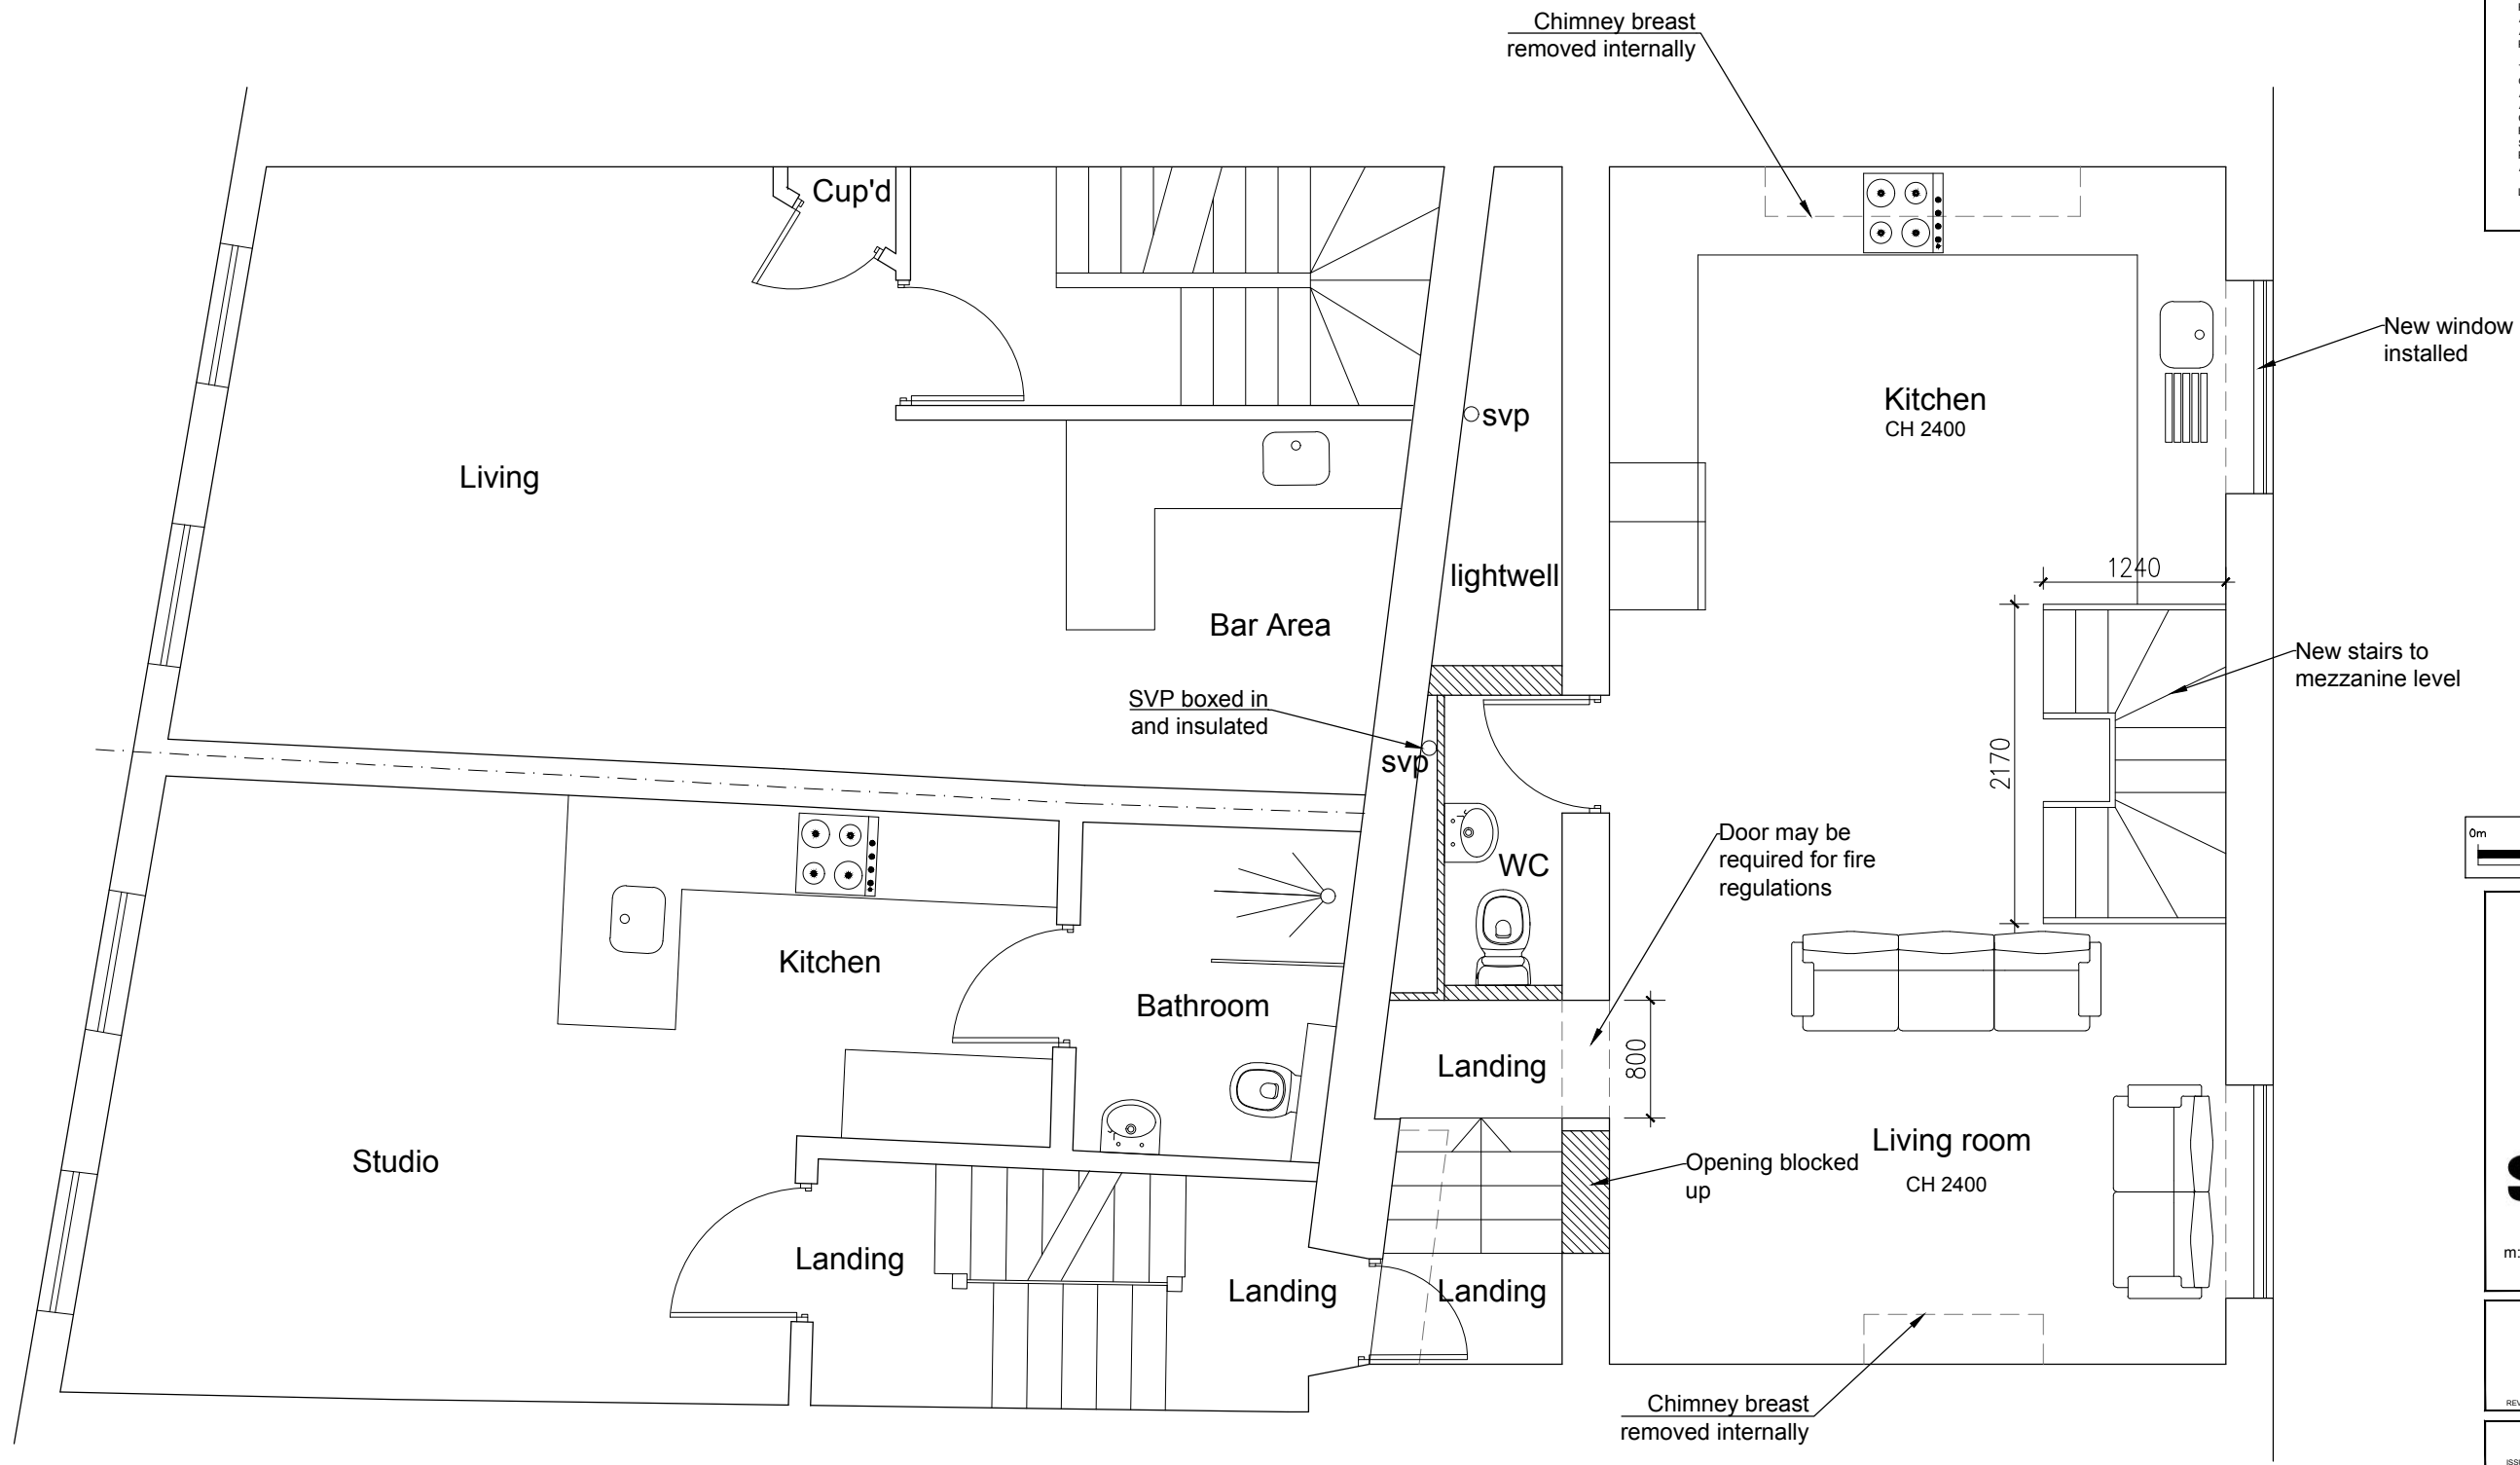 Chimney breast
removed internally
Cup'd
New window
installed
Kitchen
CH 2400
svp
Living
lightwell
1240
Bar Area
New stairs to
mezzanine level
SVP boxed in
and insulated
svp
2170
0m
Door may be
required for fire
regulations
WC
Kitchen
Bathroom
Landing
800
Living room
CH 2400
Studio
Opening blocked
up
Landing
Landing
Landing
m:
Chimney breast
removed internally
REV